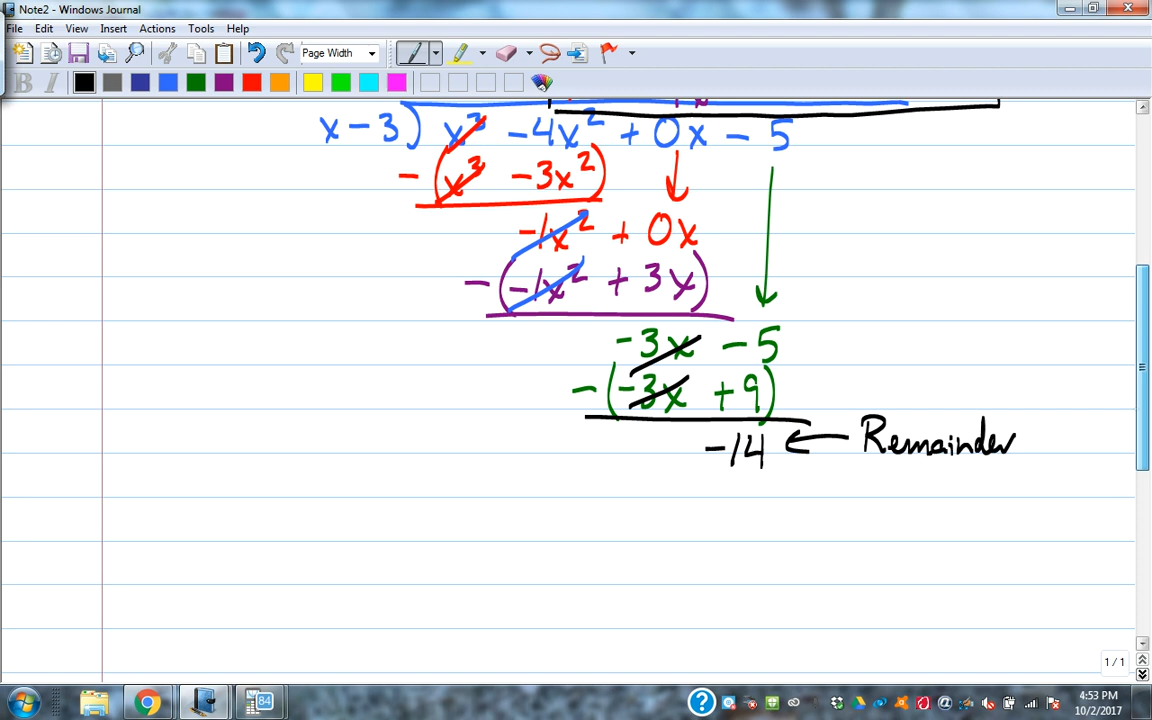 Note2 - Windows Journal
File Edit View Insert Actions Tools Help
Page Width
B I
x - 3 ) x³ - 4x² + 0x - 5
- (x³ - 3x²)
-1x² + 0x
- (-1x² + 3x)
-3x - 5
- (-3x + 9)
-14 ← Remainder
1 / 1
84
4:53 PM
10/2/2017